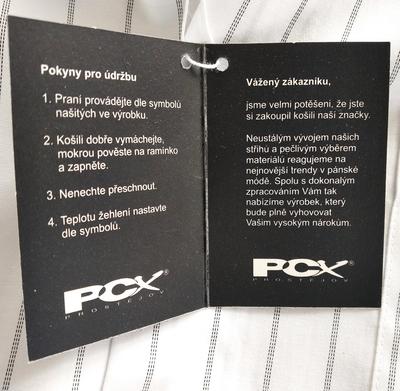 Pokyny pro údržbu
1. Praní provádějte dle symbolů
našitých ve výrobku.
2. Košili dobře vymáchejte,
mokrou pověste na ramínko
a zapněte.
3. Nenechte přeschnout.
4. Teplotu žehlení nastavte
dle symbolů.
PCX®
PROSTĚJOV
Vážený zákazníku,
jsme velmi potěšeni, že jste
si zakoupil košili naší značky.
Neustálým vývojem našich
střihů a pečlivým výběrem
materiálů reagujeme na
nejnovější trendy v pánské
módě. Spolu s dokonalým
zpracováním Vám tak
nabízíme výrobek, který
bude plně vyhovovat
Vašim vysokým nárokům.
PCX®
PROSTĚJOV